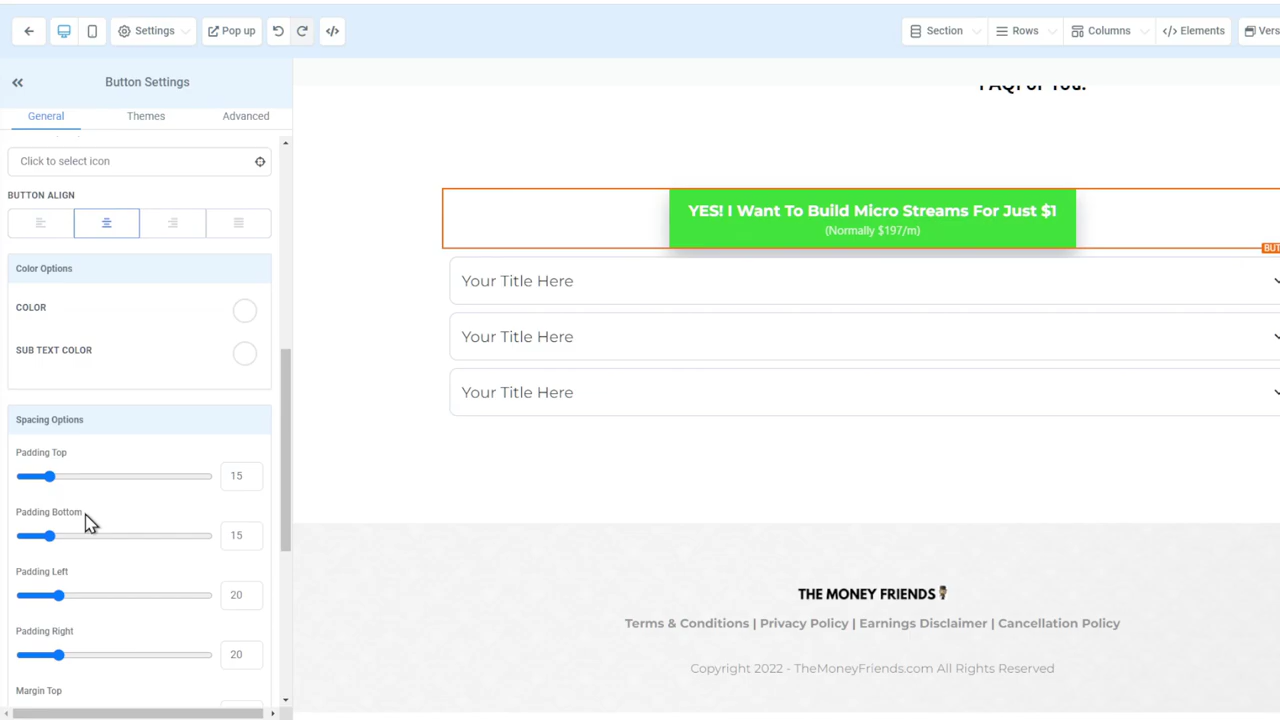 Settings
Pop up
Section
Rows
Columns
</> Elements
Button Settings
General
Themes
Advanced
Click to select icon
BUTTON ALIGN
Color Options
COLOR
SUB TEXT COLOR
Spacing Options
Padding Top
15
Padding Bottom
15
Padding Left
20
Padding Right
20
Margin Top
YES! I Want To Build Micro Streams For Just $1
(Normally $197/m)
Your Title Here
Your Title Here
Your Title Here
THE MONEY FRIENDS
Terms & Conditions | Privacy Policy | Earnings Disclaimer | Cancellation Policy
Copyright 2022 - TheMoneyFriends.com All Rights Reserved